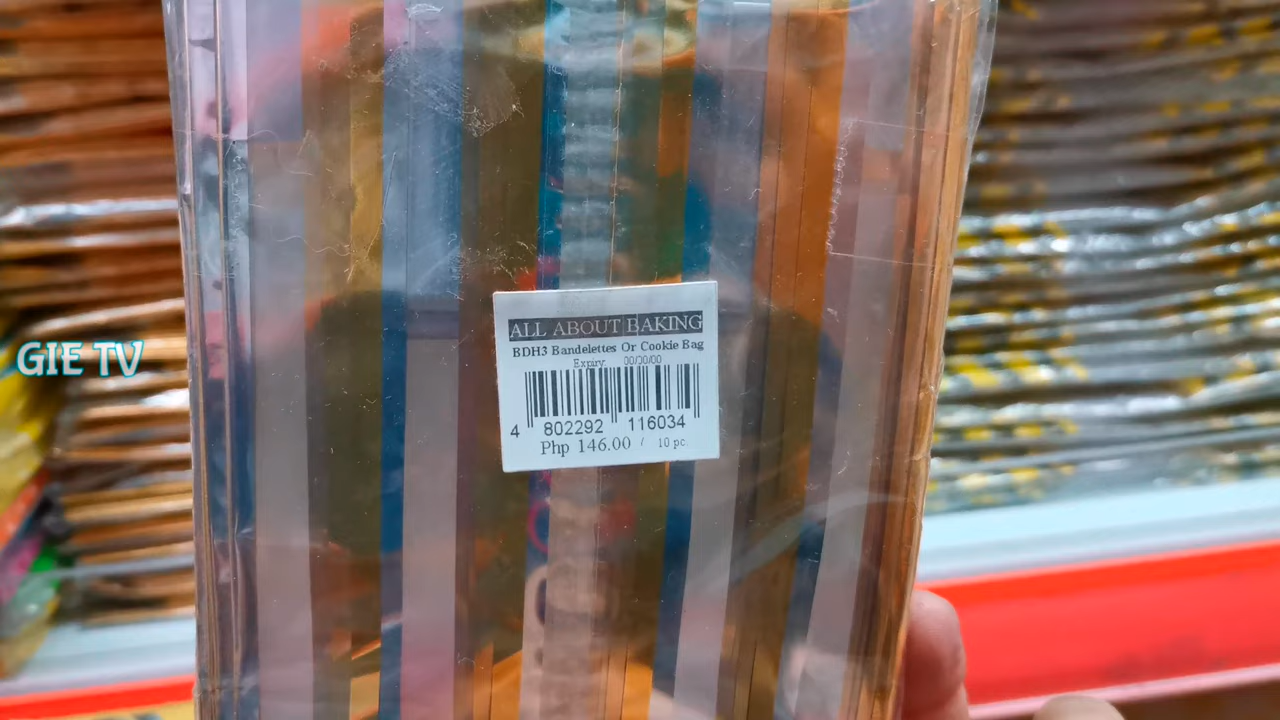 GIE TV
ALL ABOUT BAKING
BDH3 Bandelettes Or Cookie Bag
Expiry: 00/00/00
4 802292 116034
Php 146.00 / 10 pc.